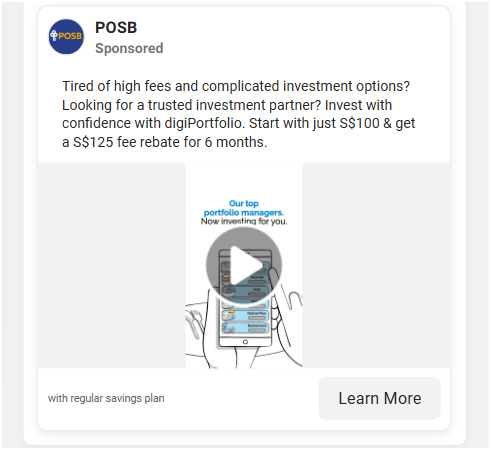 POSB
POSB
Sponsored
Tired of high fees and complicated investment options?
Looking for a trusted investment partner? Invest with
confidence with digiPortfolio. Start with just S$100 & get
a S$125 fee rebate for 6 months.
Our top
portfolio managers.
Now investing for you.
with regular savings plan
Learn More